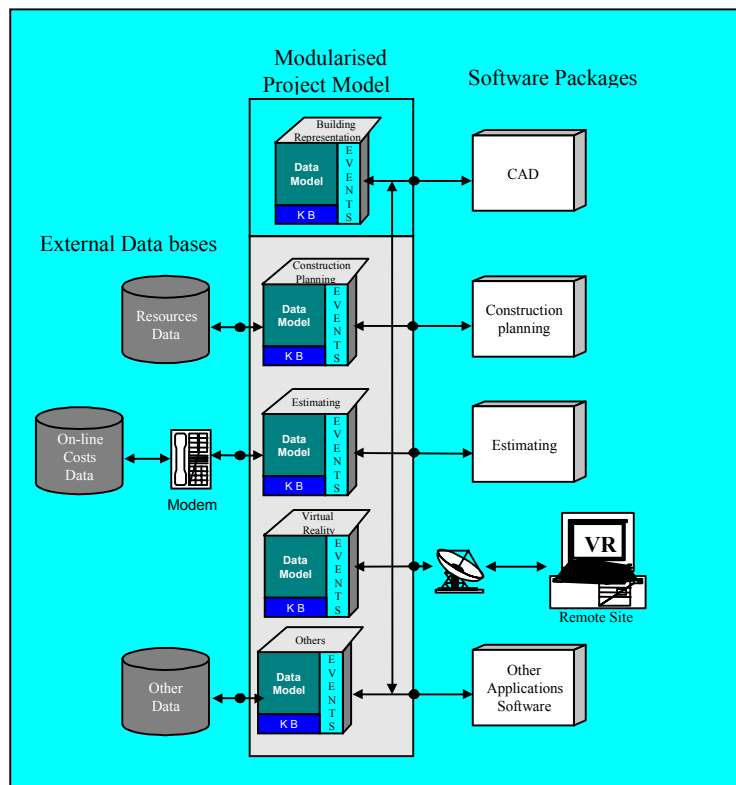 Modularised
Project Model
Software Packages
External Data bases
Building
Representation
Data
Model
K B
E
V
E
N
T
S
CAD
Construction
Planning
Data
Model
K B
E
V
E
N
T
S
Resources
Data
Construction
planning
Estimating
Data
Model
K B
E
V
E
N
T
S
On-line
Costs
Data
Modem
Estimating
Virtual
Reality
Data
Model
K B
E
V
E
N
T
S
VR
Remote Site
Others
Data
Model
K B
E
V
E
N
T
S
Other
Data
Other
Applications
Software